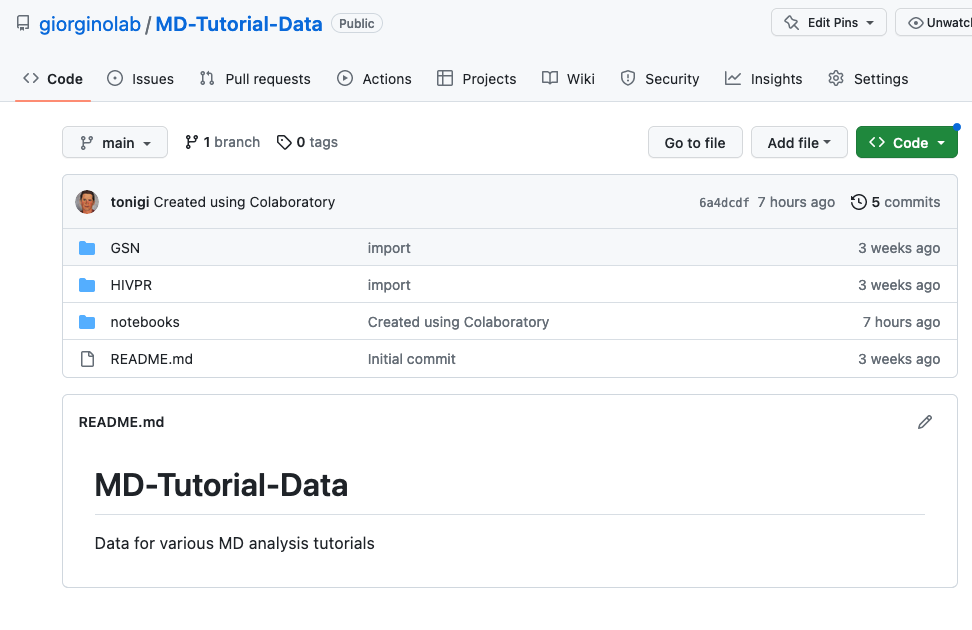 giorginolab / MD-Tutorial-Data Public Edit Pins Unwatch
Code Issues Pull requests Actions Projects Wiki Security Insights Settings
main 1 branch 0 tags Go to file Add file Code
tonigi Created using Colaboratory 6a4dcdf 7 hours ago 5 commits
GSN import 3 weeks ago
HIVPR import 3 weeks ago
notebooks Created using Colaboratory 7 hours ago
README.md Initial commit 3 weeks ago
README.md
MD-Tutorial-Data
Data for various MD analysis tutorials